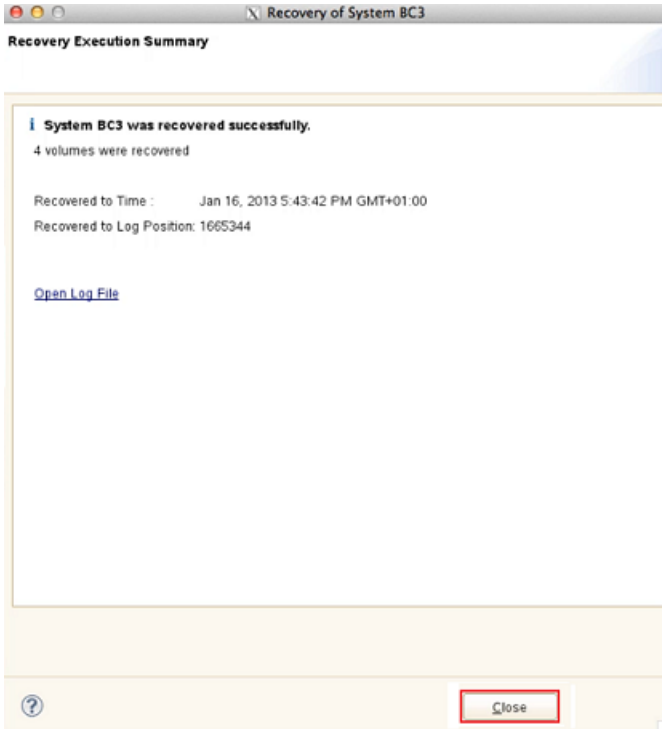 Recovery of System BC3
Recovery Execution Summary
i System BC3 was recovered successfully.
4 volumes were recovered
Recovered to Time : Jan 16, 2013 5:43:42 PM GMT+01:00
Recovered to Log Position: 1665344
Open Log File
? Close